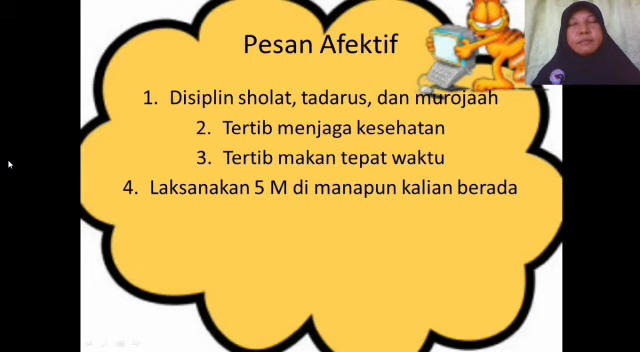 Pesan Afektif
1. Disiplin sholat, tadarus, dan murojaah
2. Tertib menjaga kesehatan
3. Tertib makan tepat waktu
4. Laksanakan 5 M di manapun kalian berada